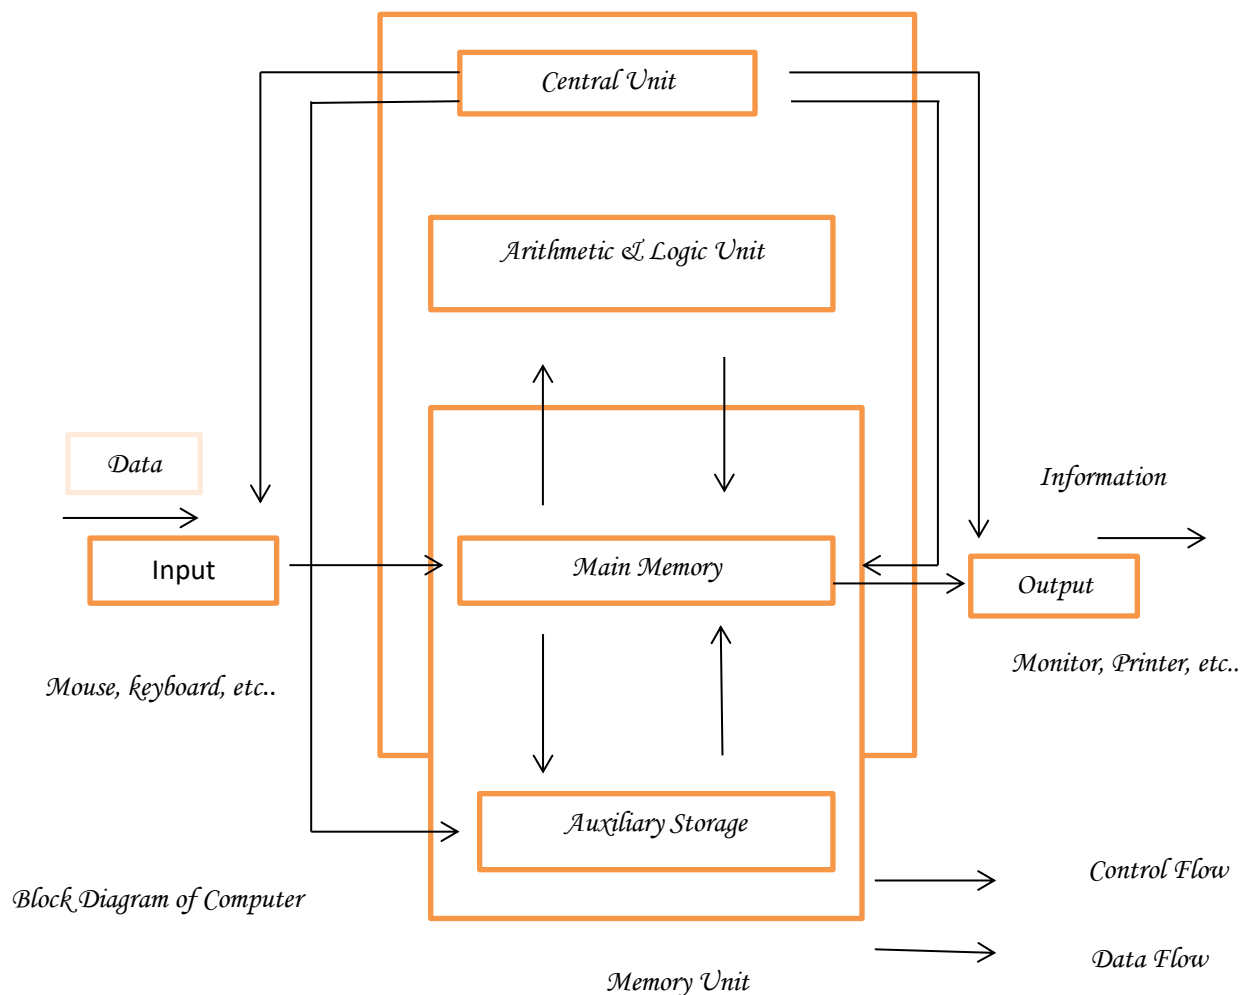 Central Unit
Arithmetic & Logic Unit
Data
Information
Input
Main Memory
Output
Mouse, keyboard, etc..
Monitor, Printer, etc..
Auxiliary Storage
Control Flow
Block Diagram of Computer
Data Flow
Memory Unit